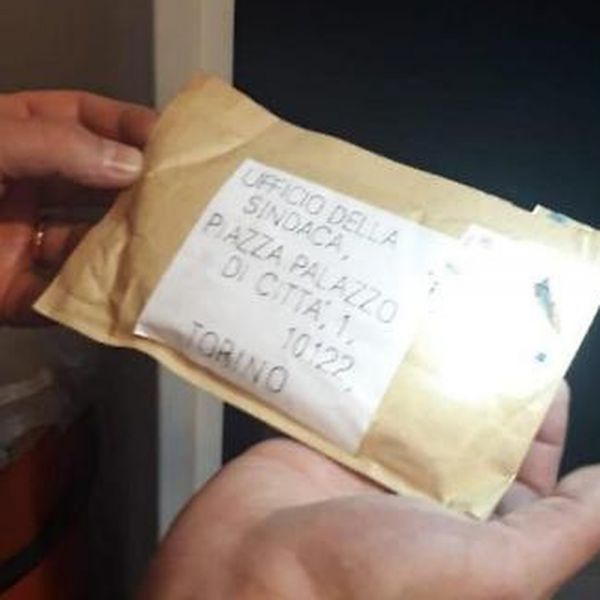 UFFICIO DELLA
SINDACA,
PIAZZA PALAZZO
DI CITTA', 1,
10122,
TORINO